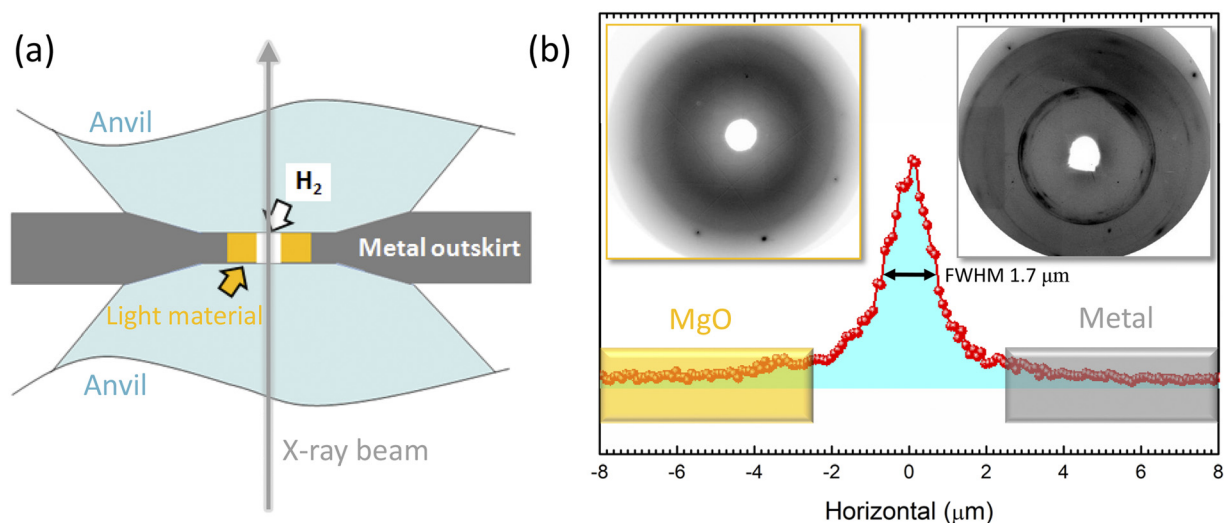 (a)
Anvil
H2
Metal outskirt
Light material
Anvil
X-ray beam
(b)
FWHM 1.7 μm
MgO
Metal
-8 -6 -4 -2 0 2 4 6 8
Horizontal (μm)